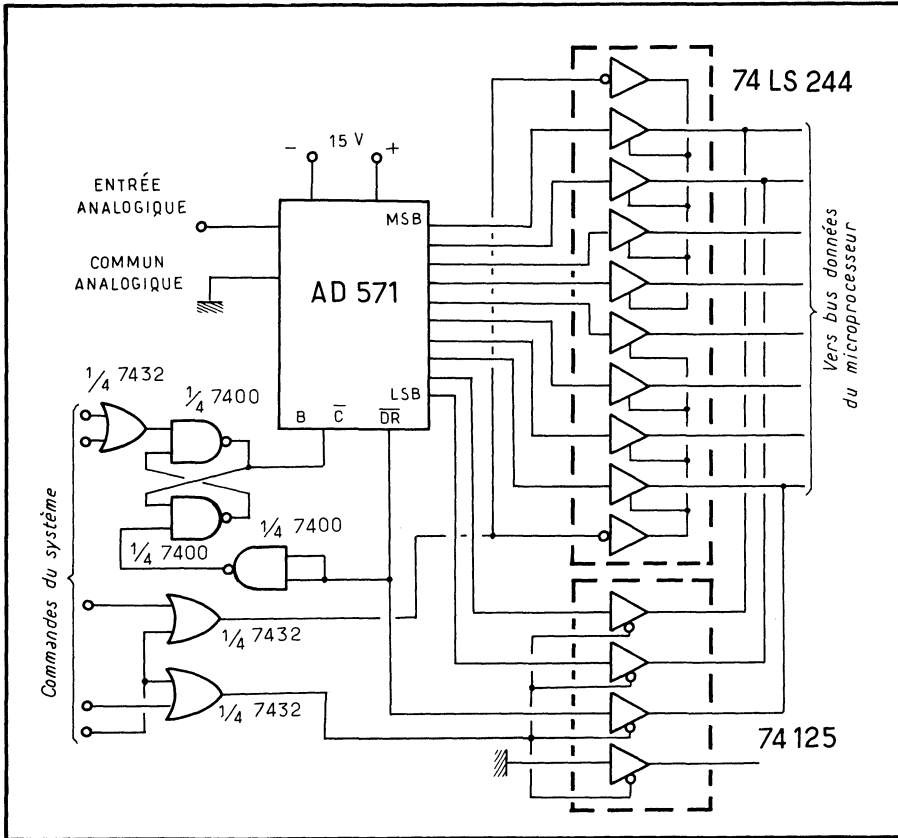 74 LS 244
- 15 V +
ENTRÉE
ANALOGIQUE
MSB
COMMUN
ANALOGIQUE
AD 571
Vers bus données
du microprocesseur
1/4 7432
1/4 7400
LSB
B C̅ D̅R̅
Commandes du système
1/4 7400
1/4 7400
1/4 7432
1/4 7432
74 125